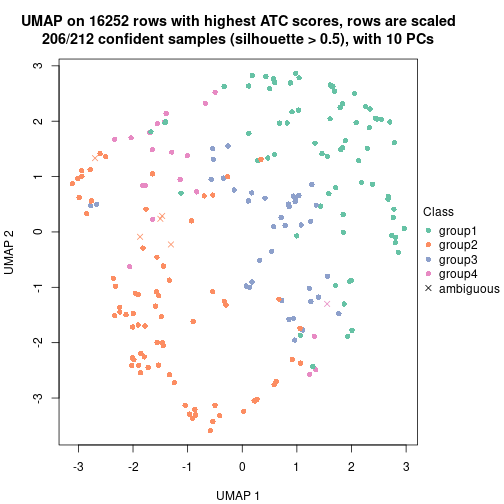 UMAP on 16252 rows with highest ATC scores, rows are scaled
206/212 confident samples (silhouette > 0.5), with 10 PCs
UMAP 2
3
2
1
0
-1
-2
-3
-3
-2
-1
0
1
2
3
UMAP 1
Class
group1
group2
group3
group4
ambiguous